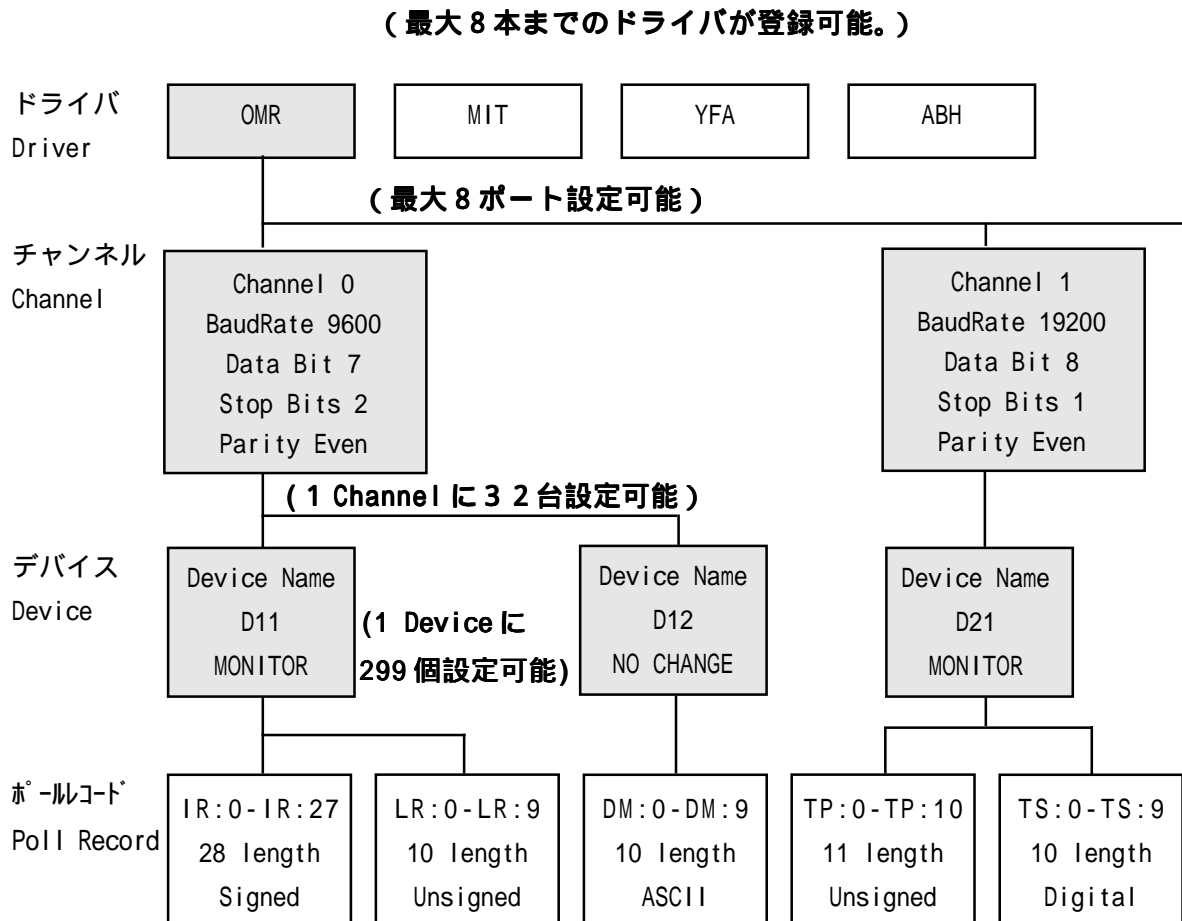 (最大8本までのドライバが登録可能。)
ドライバ
Driver
OMR
MIT
YFA
ABH
(最大8ポート設定可能)
チャンネル
Channel
Channel 0
BaudRate 9600
Data Bit 7
Stop Bits 2
Parity Even
Channel 1
BaudRate 19200
Data Bit 8
Stop Bits 1
Parity Even
(1 Channelに32台設定可能)
デバイス
Device
Device Name
D11
MONITOR
(1 Deviceに
299個設定可能)
Device Name
D12
NO CHANGE
Device Name
D21
MONITOR
ﾎﾟｰﾙﾚｺｰﾄﾞ
Poll Record
IR:0-IR:27
28 length
Signed
LR:0-LR:9
10 length
Unsigned
DM:0-DM:9
10 length
ASCII
TP:0-TP:10
11 length
Unsigned
TS:0-TS:9
10 length
Digital